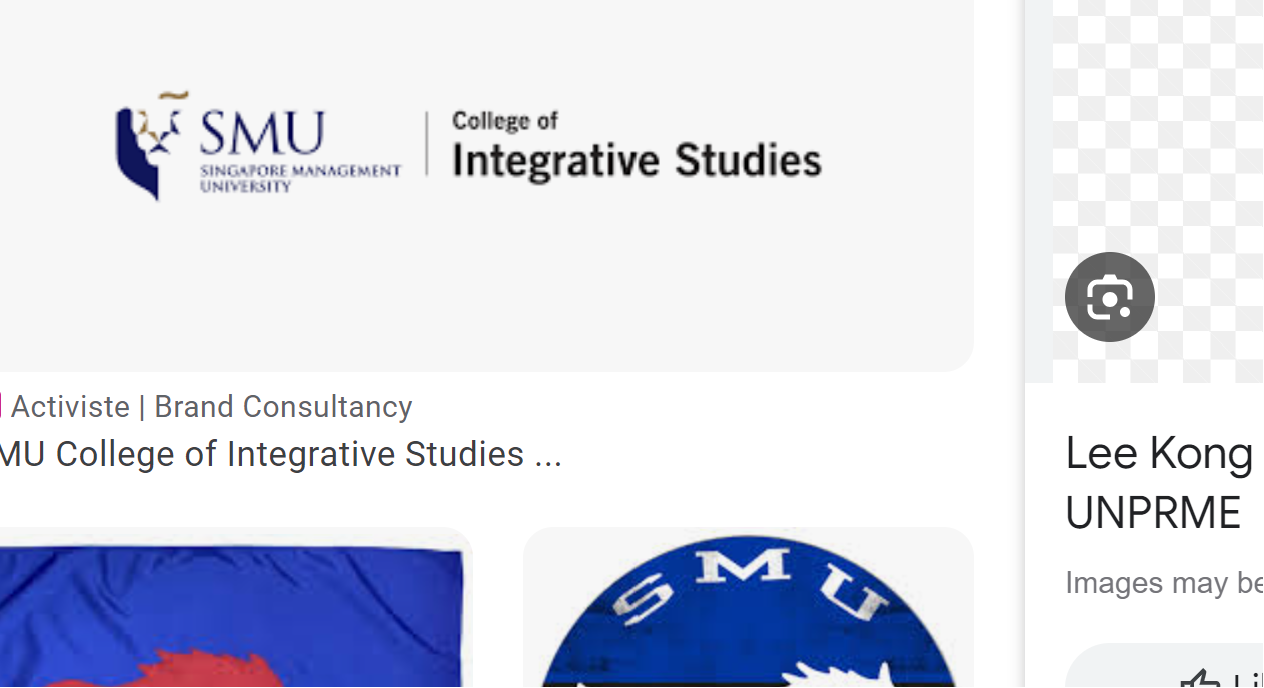 SMU
SINGAPORE MANAGEMENT
UNIVERSITY
College of
Integrative Studies
Activiste | Brand Consultancy
MU College of Integrative Studies ...
SMU
Lee Kong
UNPRME
Images may be